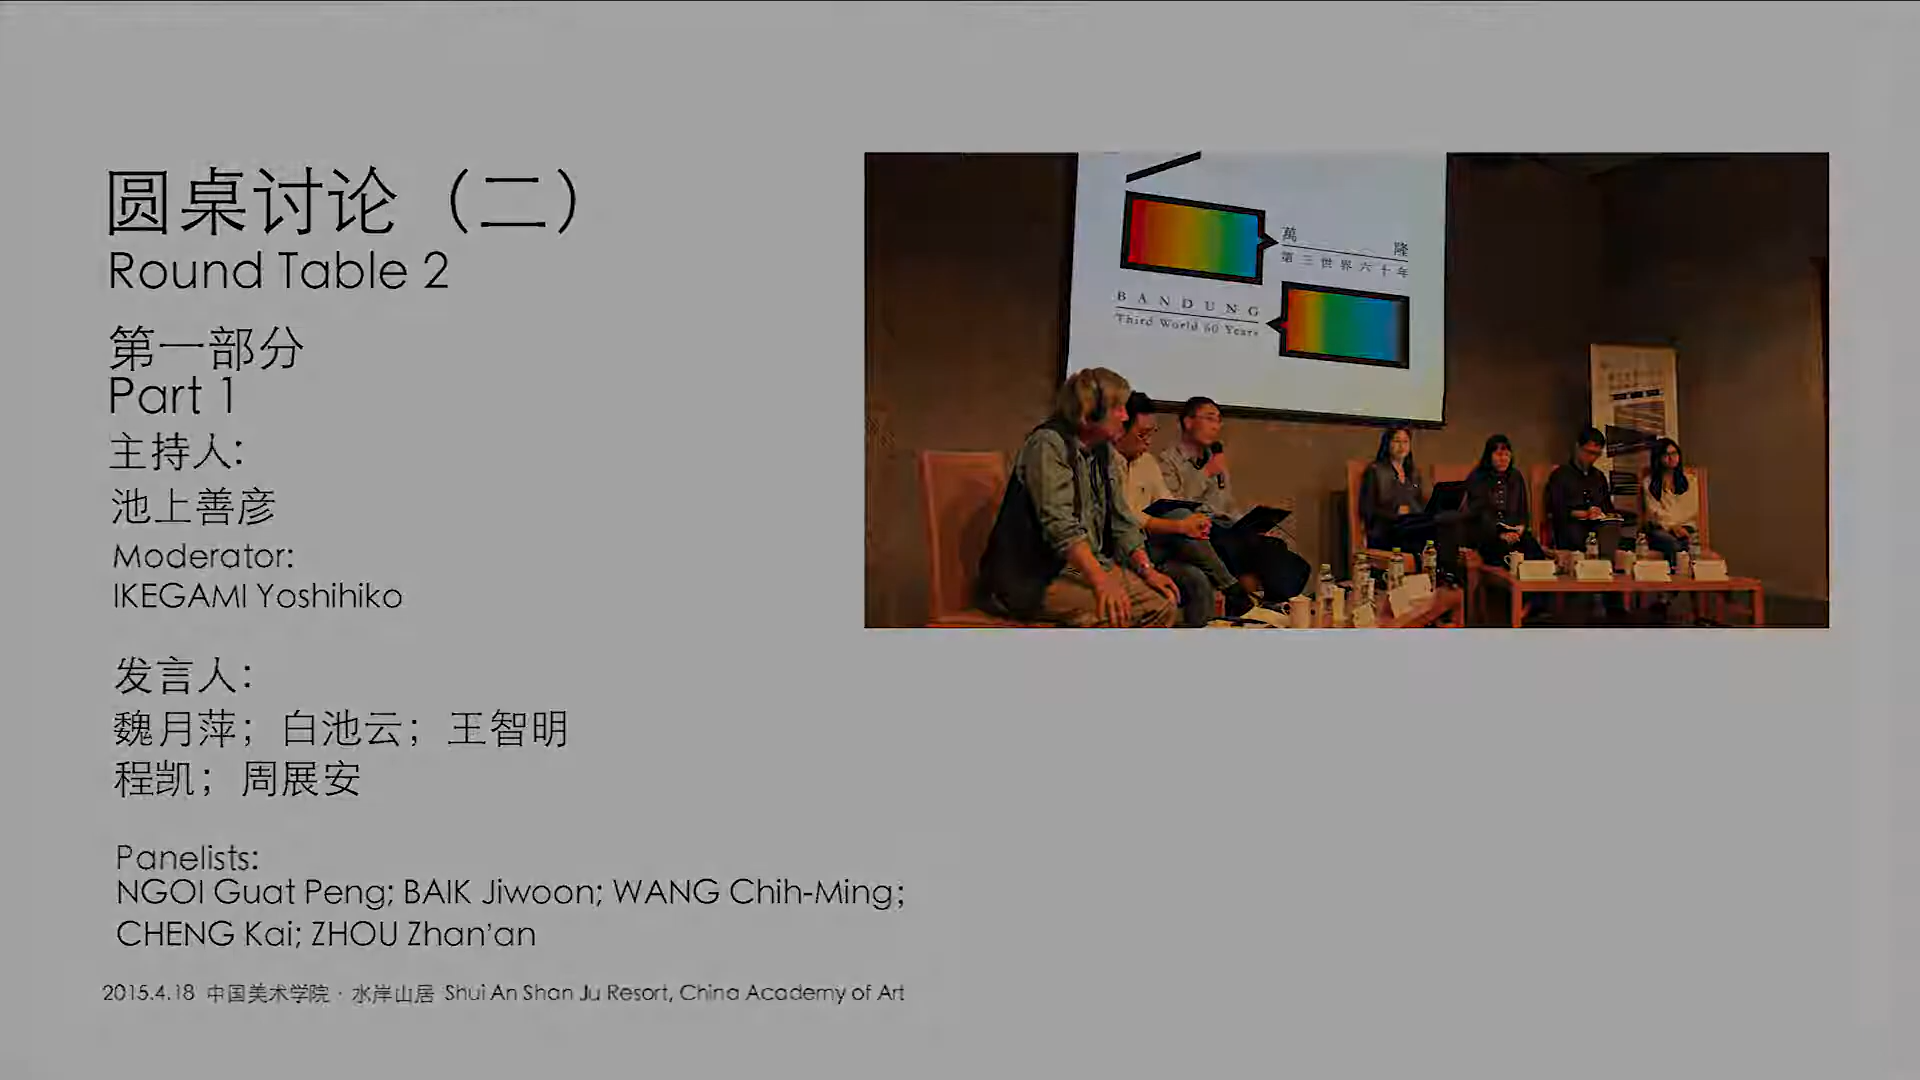 圆桌讨论（二）
Round Table 2
第一部分
Part 1
主持人:
池上善彦
Moderator:
IKEGAMI Yoshihiko
发言人:
魏月萍；白池云；王智明
程凯；周展安
Panelists:
NGOI Guat Peng; BAIK Jiwoon; WANG Chih-Ming;
CHENG Kai; ZHOU Zhan'an
2015.4.18 中国美术学院·水岸山居 Shui An Shan Ju Resort, China Academy of Art
萬 隆
第三世界六十年
BANDUNG
Third World 60 Years